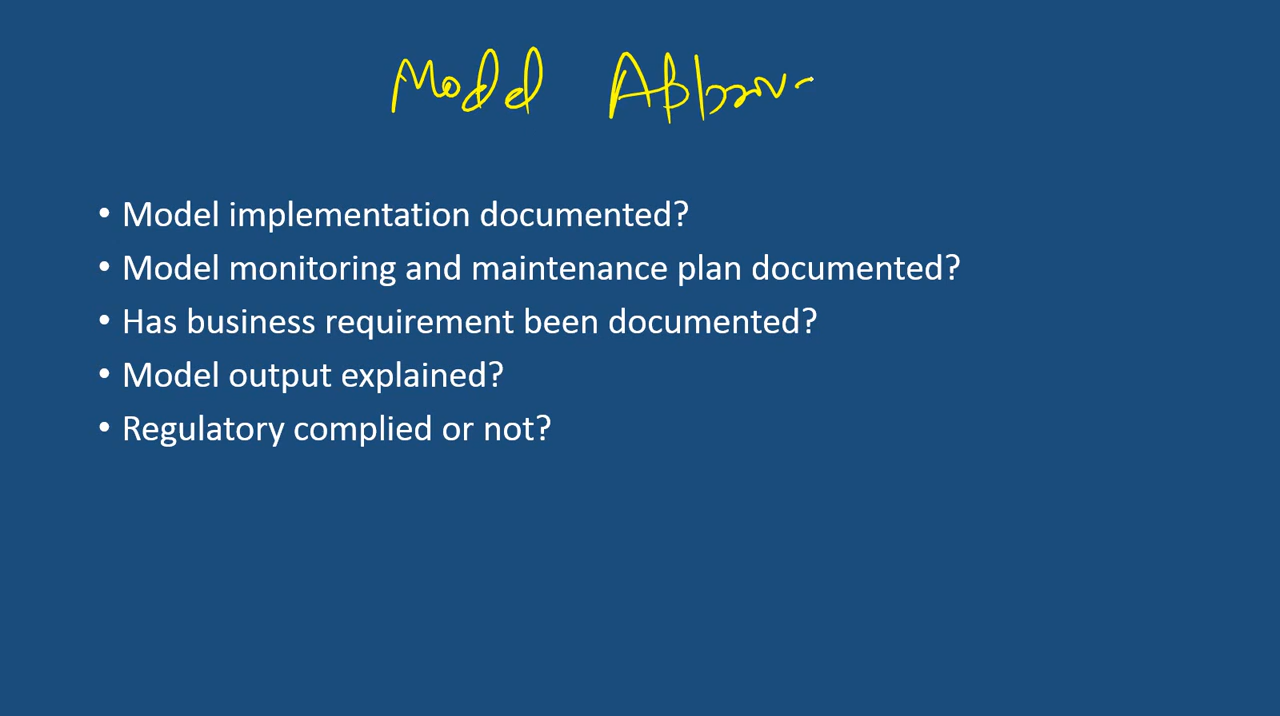 Model
• Model implementation documented?
• Model monitoring and maintenance plan documented?
• Has business requirement been documented?
• Model output explained?
• Regulatory complied or not?